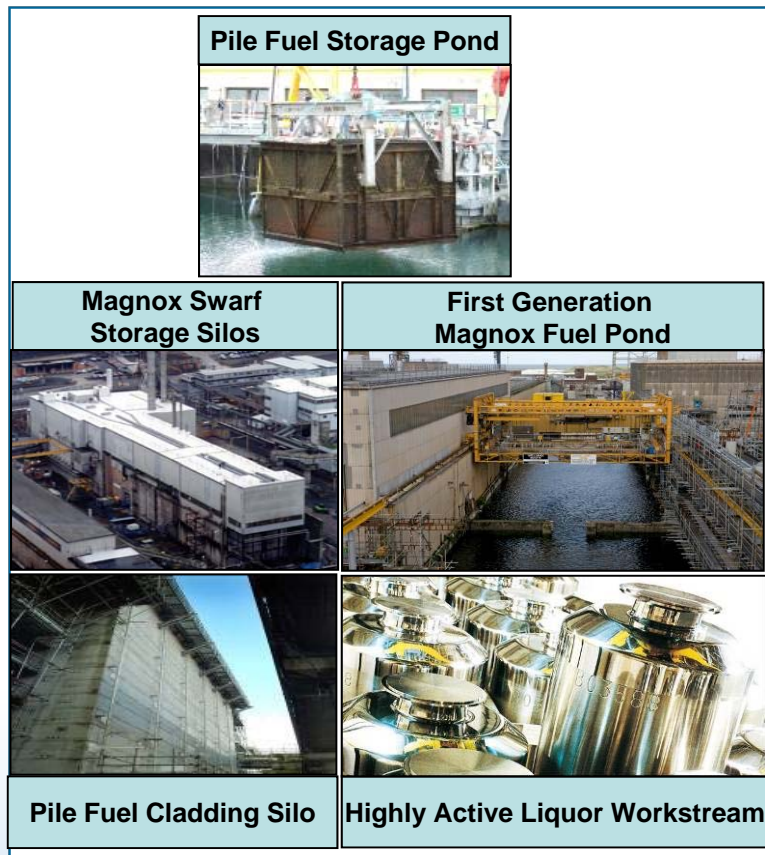 Pile Fuel Storage Pond
Magnox Swarf
Storage Silos
First Generation
Magnox Fuel Pond
Pile Fuel Cladding Silo
Highly Active Liquor Workstream